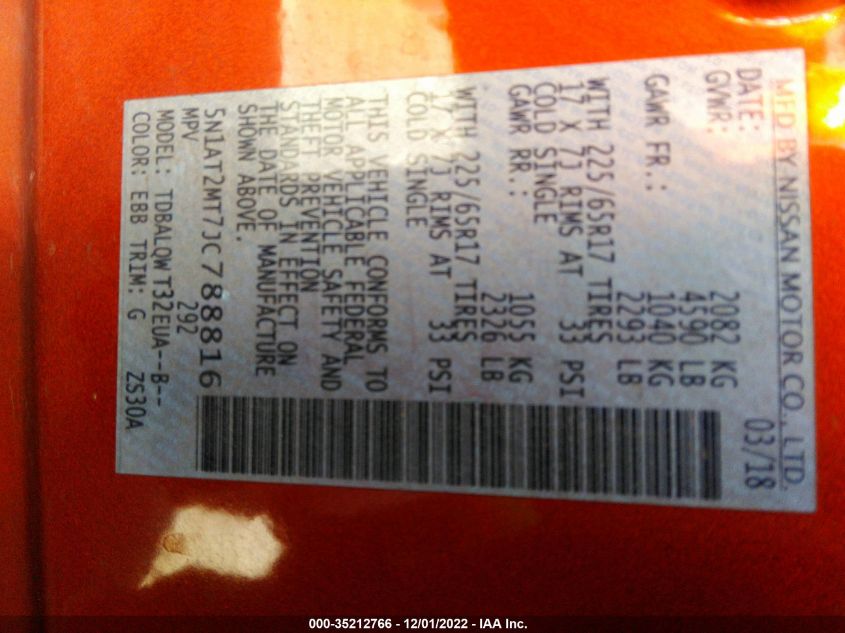 MFD BY NISSAN MOTOR CO., LTD.
DATE: 03/18
GVWR: 2082 KG
4590 LB
GAWR FR.: 1040 KG
2293 LB
WITH 225/65R17 TIRES
17 X 7J RIMS AT 33 PSI
COLD SINGLE
GAWR RR.: 1055 KG
2326 LB
WITH 225/65R17 TIRES
17 X 7J RIMS AT 33 PSI
COLD SINGLE
THIS VEHICLE CONFORMS TO
ALL APPLICABLE FEDERAL
MOTOR VEHICLE SAFETY AND
THEFT PREVENTION
STANDARDS IN EFFECT ON
THE DATE OF MANUFACTURE
SHOWN ABOVE.
5N1AT2MT7JC788816
MPV 292
MODEL: TDBALQWT32EUA--B--
COLOR: EBB TRIM: G ZS30A
000-35212766 - 12/01/2022 - IAA Inc.